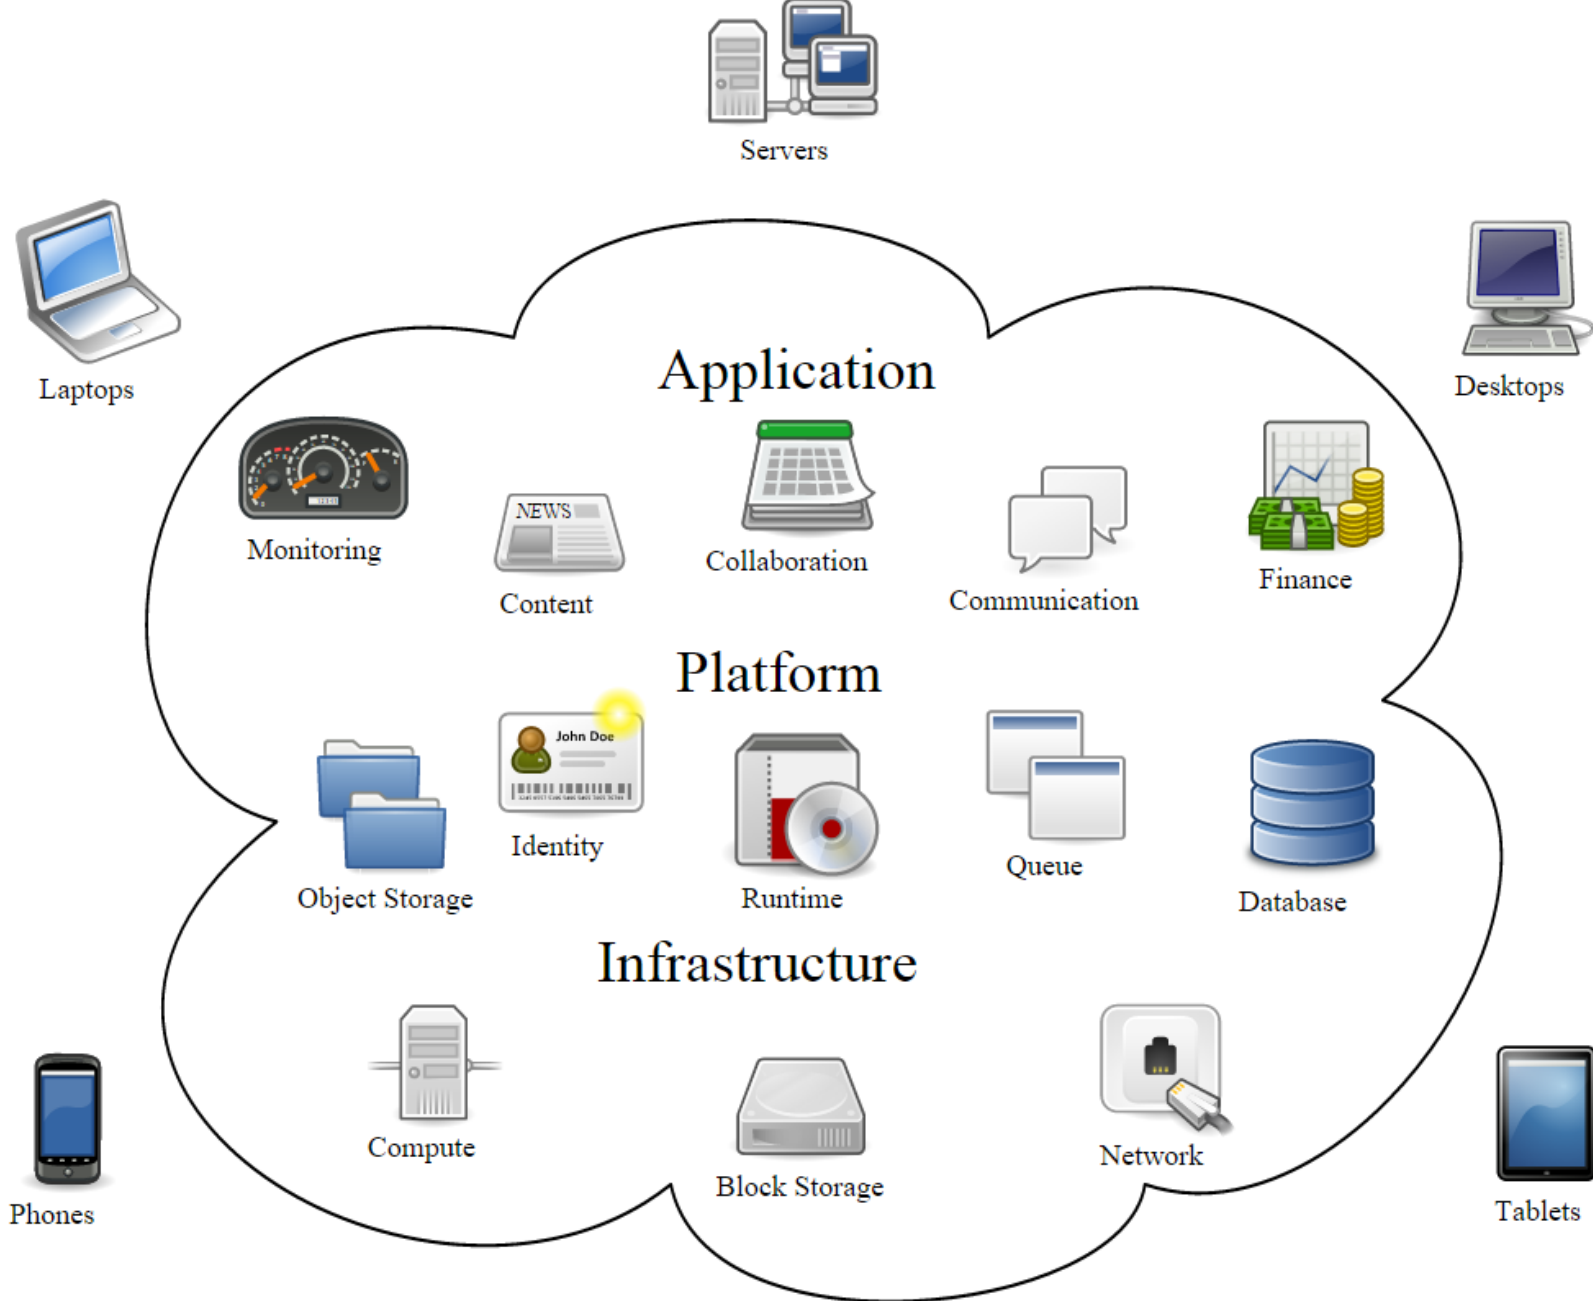 Servers
Laptops
Desktops
Application
Monitoring
NEWS
Content
Collaboration
Communication
Finance
Platform
Object Storage
John Doe
Identity
Runtime
Queue
Database
Infrastructure
Compute
Block Storage
Network
Phones
Tablets